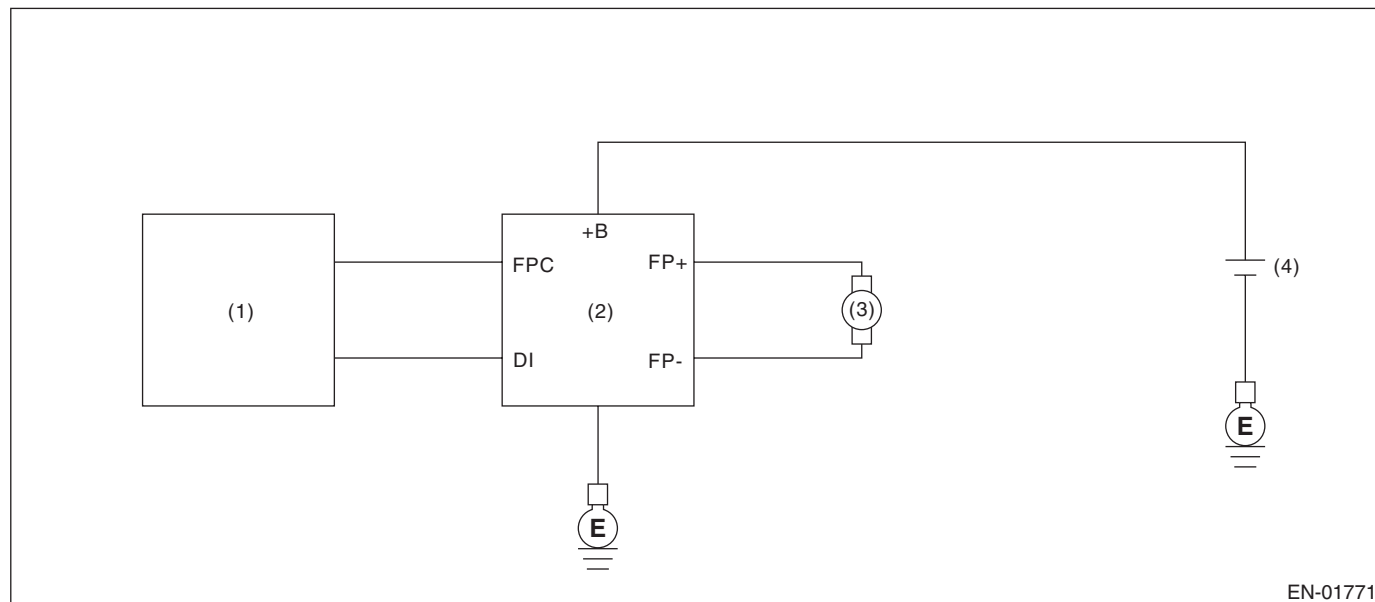 +B
FPC FP+
(1) (2) (3) (4)
DI FP-
E
E
EN-01771